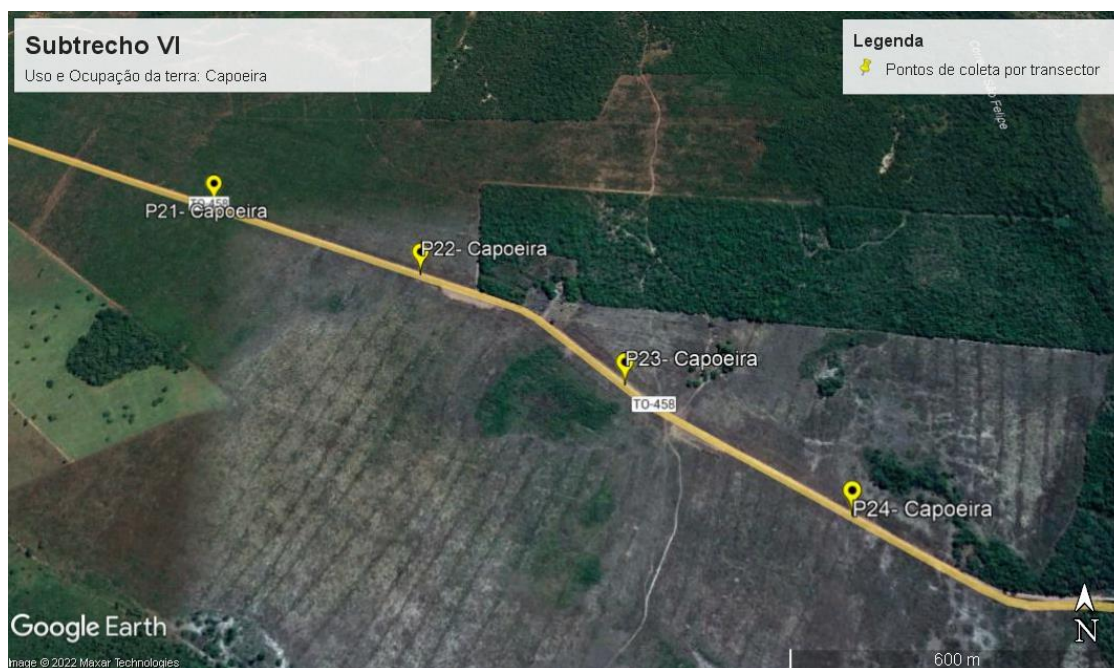 Subtrecho VI
Uso e Ocupação da terra: Capoeira
Legenda
Pontos de coleta por transector
TO-458
P21- Capoeira
P22- Capoeira
P23- Capoeira
TO-458
P24- Capoeira
Google Earth
Image © 2022 Maxar Technologies
N
600 m